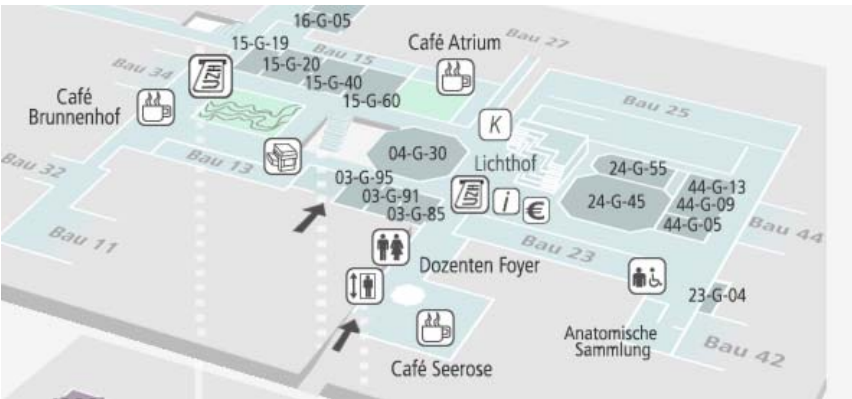 16-G-05
15-G-19
Bau 15
Café Atrium
Bau 27
15-G-20
Bau 34
15-G-40
UZH
15-G-60
Café
Brunnenhof
Bau 25
K
04-G-30
Lichthof
24-G-55
Bau 32
Bau 13
03-G-95
03-G-91
03-G-85
UZH
i
€
24-G-45
44-G-13
44-G-09
44-G-05
Bau 44
Bau 11
Bau 23
Dozenten Foyer
23-G-04
Anatomische
Sammlung
Bau 42
Café Seerose